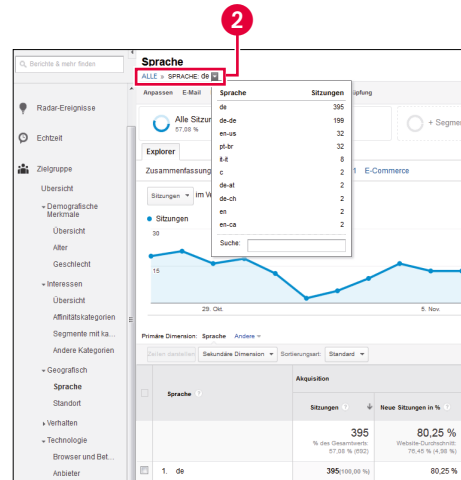 2
Berichte & mehr finden
Sprache
ALLE » SPRACHE: de
Anpassen E-Mail
Sprache Sitzungen
de 395
de-de 199
en-us 32
pt-br 32
it-it 8
c 2
de-at 2
de-ch 2
en 2
en-ca 2
Suche:
Radar-Ereignisse
Echtzeit
Zielgruppe
Übersicht
Demografische
Merkmale
Übersicht
Alter
Geschlecht
Interessen
Übersicht
Affinitätskategorien
Segmente mit ka...
Andere Kategorien
Geografisch
Sprache
Standort
Verhalten
Technologie
Browser und Bet...
Anbieter
Alle Sitzun
57,08 %
+ Segme
Explorer
Zusammenfassung 1 E-Commerce
Sitzungen im Ve
Sitzungen
30
15
29. Okt. 5. Nov.
Primäre Dimension: Sprache Andere
Zeilen darstellen Sekundäre Dimension Sortierungsart: Standard
Akquisition
Sprache
Sitzungen Neue Sitzungen in %
395 80,25 %
% des Gesamtwerts: Website-Durchschnitt:
57,08 % (692) 76,45 % (4,98 %)
1. de 395(100,00 %) 80,25 %